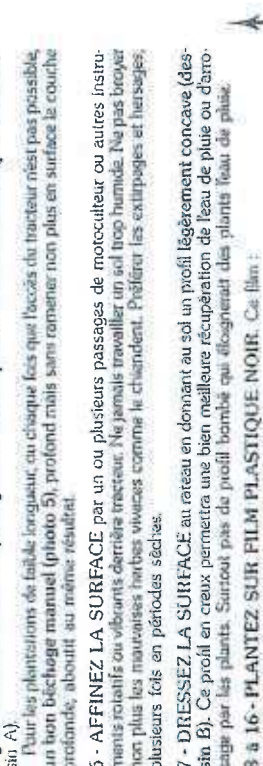 sin A).
Pour les plantations de faible longueur, ou chaque fois que l'accès du tracteur n'est pas possible,
un bon bêchage manuel (photo 5), profond mais sans ramener non plus en surface la couche
profonde, aboutit au même résultat.
6 - AFFINEZ LA SURFACE par un ou plusieurs passages de motoculteur ou autres instru-
ments rotatifs ou vibrants derrière tracteur. Ne jamais travailler un sol trop humide. Ne pas broyer
non plus les mauvaises herbes vivaces comme le chiendent. Préférer les extirpages et hersages,
plusieurs fois en périodes sèches.
7 - DRESSEZ LA SURFACE au râteau en donnant au sol un profil légèrement concave (des-
sin B). Ce profil en creux permettra une bien meilleure récupération de l'eau de pluie ou d'arro-
sage par les plants. Surtout pas de profil bombé qui éloignerait des plants l'eau de pluie.
8 à 16 - PLANTEZ SUR FILM PLASTIQUE NOIR. Ce film :